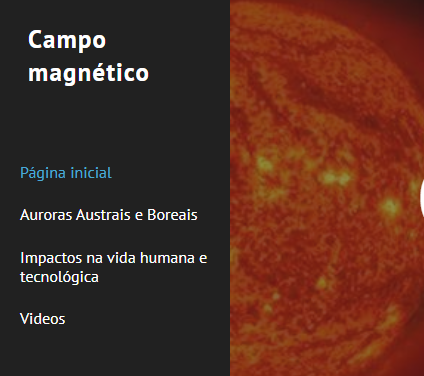 Campo
magnético
Página inicial
Auroras Austrais e Boreais
Impactos na vida humana e
tecnológica
Videos